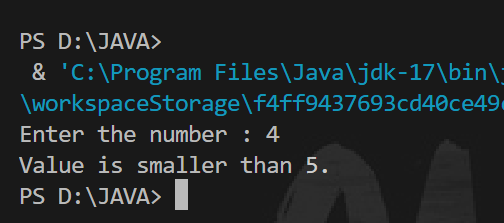 PS D:\JAVA>
& 'C:\Program Files\Java\jdk-17\bin\
\workspaceStorage\f4ff9437693cd40ce49
Enter the number : 4
Value is smaller than 5.
PS D:\JAVA>